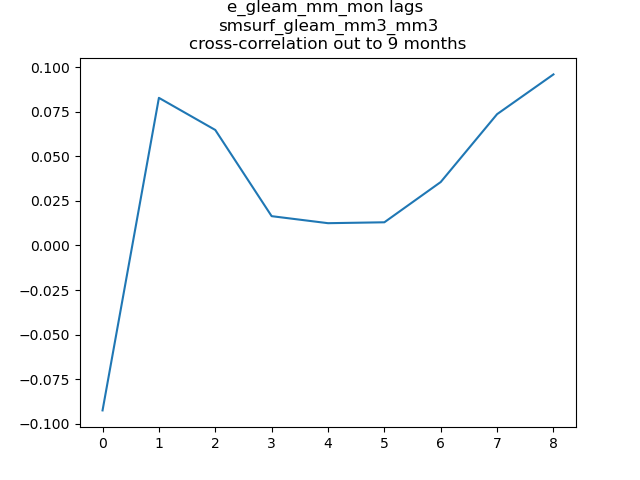 e_gleam_mm_mon lags
smsurf_gleam_mm3_mm3
cross-correlation out to 9 months
0.100
0.075
0.050
0.025
0.000
−0.025
−0.050
−0.075
−0.100
0 1 2 3 4 5 6 7 8